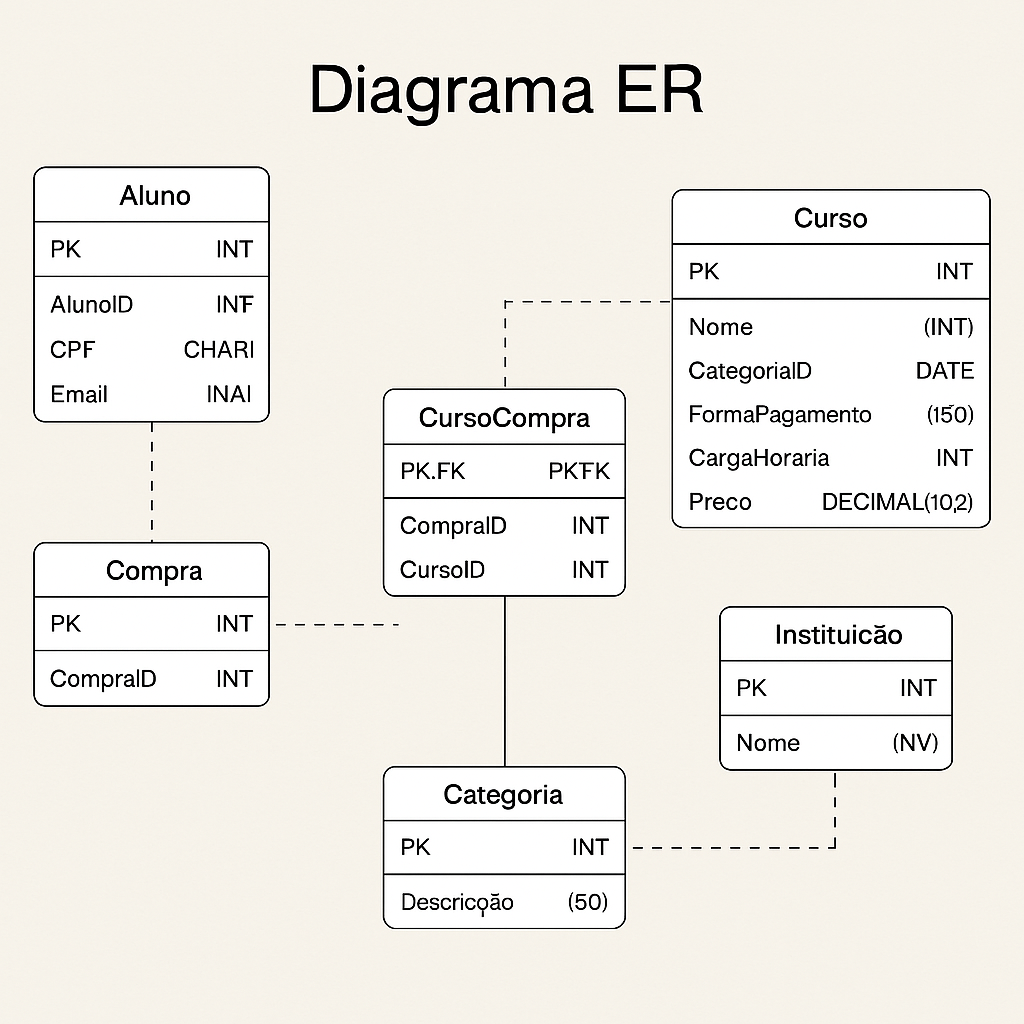 Diagrama ER
Aluno
PK INT
AlunoID INT
CPF CHARI
Email INAI
Compra
PK INT
CompraID INT
CursoCompra
PK.FK PKTK
CompraID INT
CursoID INT
Categoria
PK INT
Descricọão (50)
Curso
PK INT
Nome (INT)
CategoriaID DATE
FormaPagamento (150)
CargaHoraria INT
Preco DECIMAL(10,2)
Instituicão
PK INT
Nome (NV)